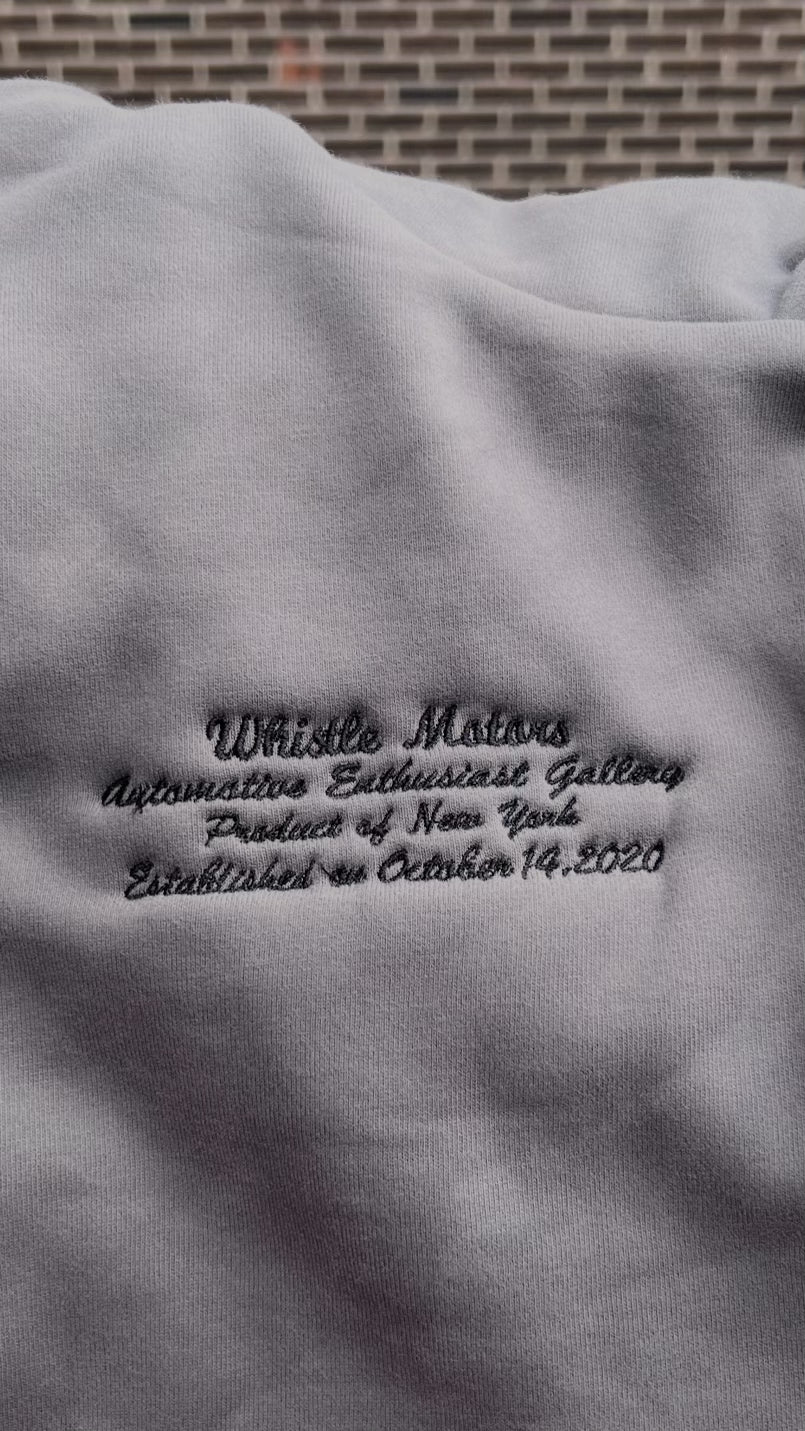 Whistle Motors
Automotive Enthusiast Gallery
Product of New York
Established on October 14.2020